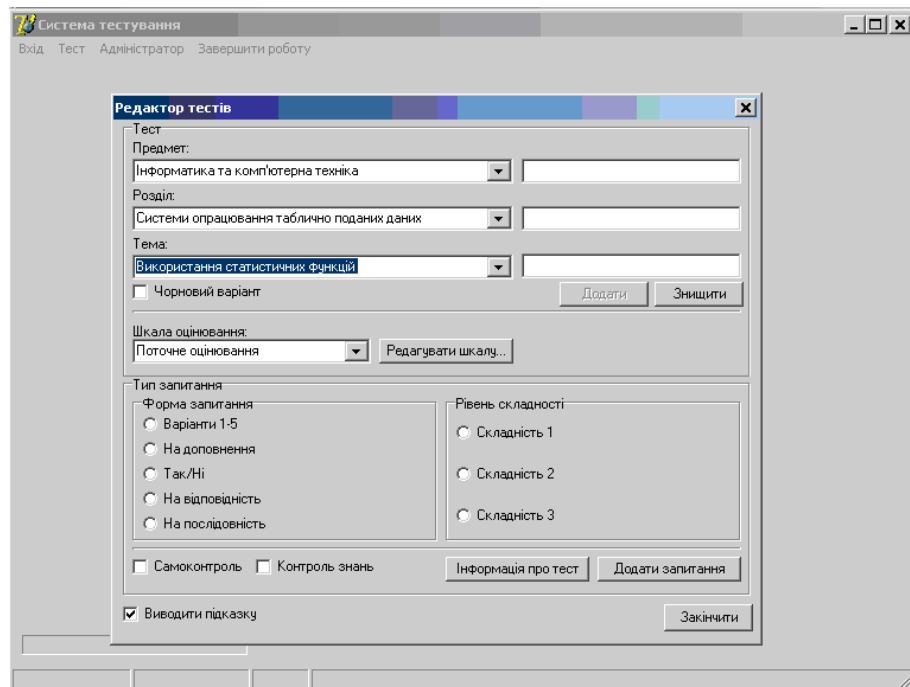 Система тестування
Вхід Тест Адміністратор Завершити роботу
Редактор тестів
Тест
Предмет:
Інформатика та комп'ютерна техніка
Розділ:
Системи опрацювання таблично поданих даних
Тема:
Використання статистичних функцій
Чорновий варіант
Додати
Знищити
Шкала оцінювання:
Поточне оцінювання
Редагувати шкалу...
Тип запитання
Форма запитання
Варіанти 1-5
На доповнення
Так/Ні
На відповідність
На послідовність
Рівень складності
Складність 1
Складність 2
Складність 3
Самоконтроль
Контроль знань
Інформація про тест
Додати запитання
Виводити підказку
Закінчити